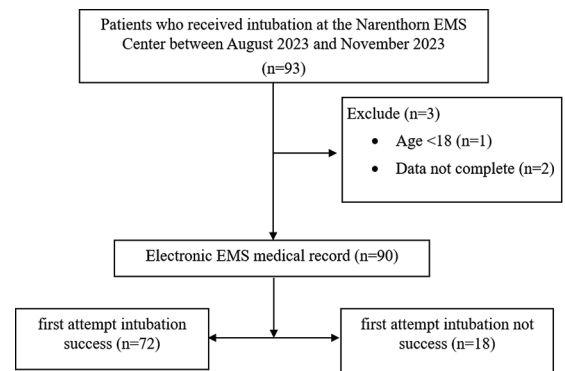 Patients who received intubation at the Narenthorn EMS
Center between August 2023 and November 2023
(n=93)
Exclude (n=3)
• Age <18 (n=1)
• Data not complete (n=2)
Electronic EMS medical record (n=90)
first attempt intubation
success (n=72)
first attempt intubation not
success (n=18)